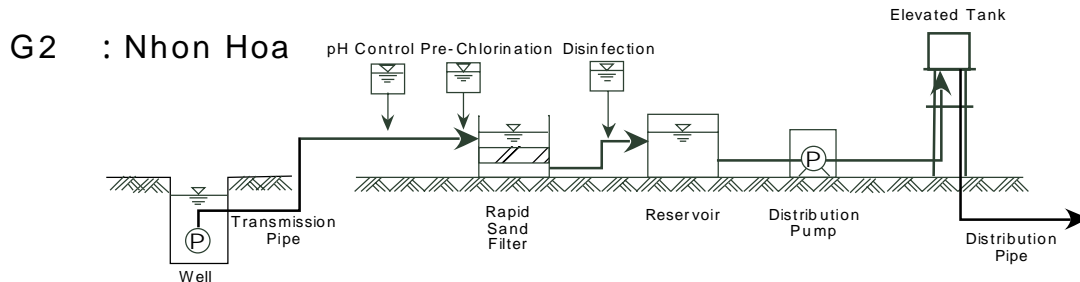 Elevated Tank
G2 : Nhon Hoa
pH Control Pre-Chlorination Disinfection
P
P
Transmission
Pipe
Well
Rapid
Sand
Filter
Reservoir
Distribution
Pump
Distribution
Pipe